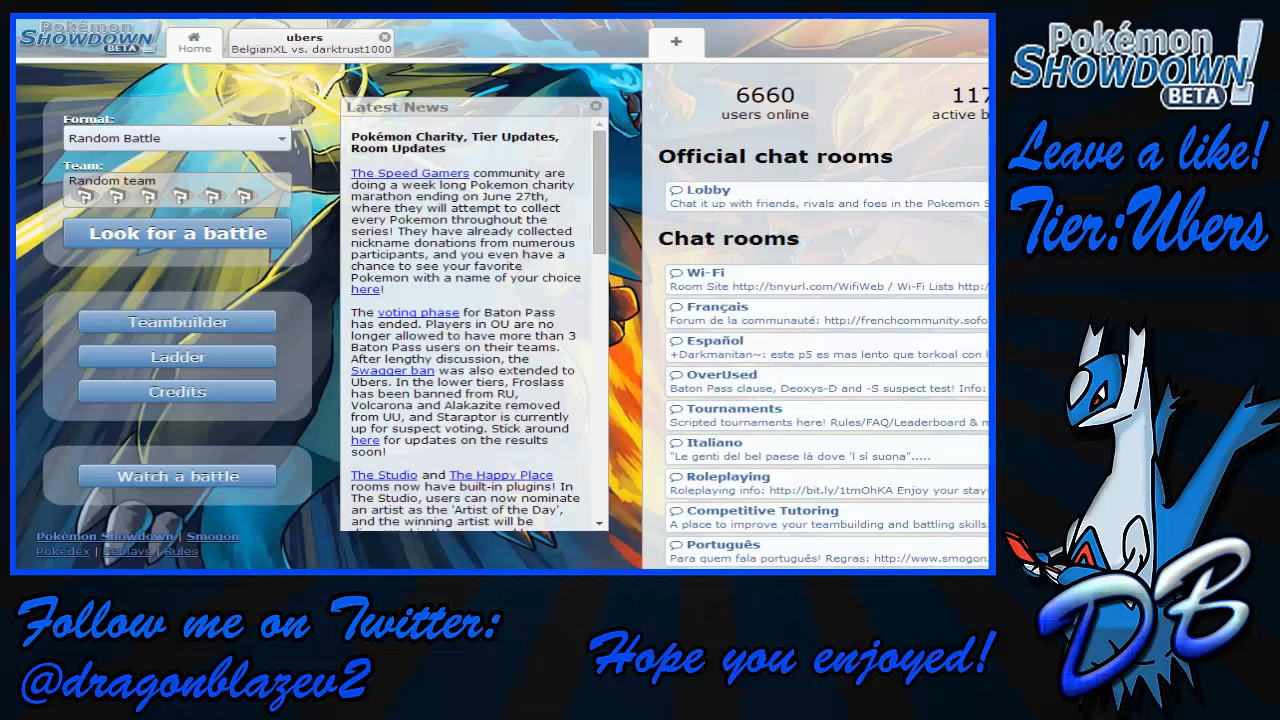 Pokémon
Showdown!
BETA
Home
ubers
BelgianXL vs. darktrust1000
+
Format:
Random Battle
Team:
Random team
Look for a battle
Teambuilder
Ladder
Credits
Watch a battle
Pokémon Showdown | Smogon
Pokédex | Replays | Rules
Latest News
Pokémon Charity, Tier Updates,
Room Updates
The Speed Gamers community are
doing a week long Pokemon charity
marathon ending on June 27th,
where they will attempt to collect
every Pokemon throughout the
series! They have already collected
nickname donations from numerous
participants, and you even have a
chance to see your favorite
Pokemon with a name of your choice
here!
The voting phase for Baton Pass
has ended. Players in OU are no
longer allowed to have more than 3
Baton Pass users on their teams.
After lengthy discussion, the
Swagger ban was also extended to
Ubers. In the lower tiers, Froslass
has been banned from RU,
Volcarona and Alakazite removed
from UU, and Staraptor is currently
up for suspect voting. Stick around
here for updates on the results
soon!
The Studio and The Happy Place
rooms now have built-in plugins! In
The Studio, users can now nominate
an artist as the 'Artist of the Day',
and the winning artist will be
6660
users online
117
active b
Official chat rooms
Lobby
Chat it up with friends, rivals and foes in the Pokemon S
Chat rooms
Wi-Fi
Room Site http://tinyurl.com/WifiWeb / Wi-Fi Lists http:/
Français
Forum de la communauté: http://frenchcommunity.sofo
Español
+Darkmanitan~: este p5 es mas lento que torkoal con l
OverUsed
Baton Pass clause, Deoxys-D and -S suspect test! Info:
Tournaments
Scripted tournaments here! Rules/FAQ/Leaderboard & m
Italiano
"Le genti del bel paese là dove 'l sì suona".....
Roleplaying
Roleplaying info: http://bit.ly/1tmOhKA Enjoy your stay
Competitive Tutoring
A place to improve your teambuilding and battling skills.
Português
Para quem fala português! Regras: http://www.smogon.
Pokémon
Showdown!
BETA
Leave a like!
Tier:Ubers
DB
Follow me on Twitter:
@dragonblazev2
Hope you enjoyed!